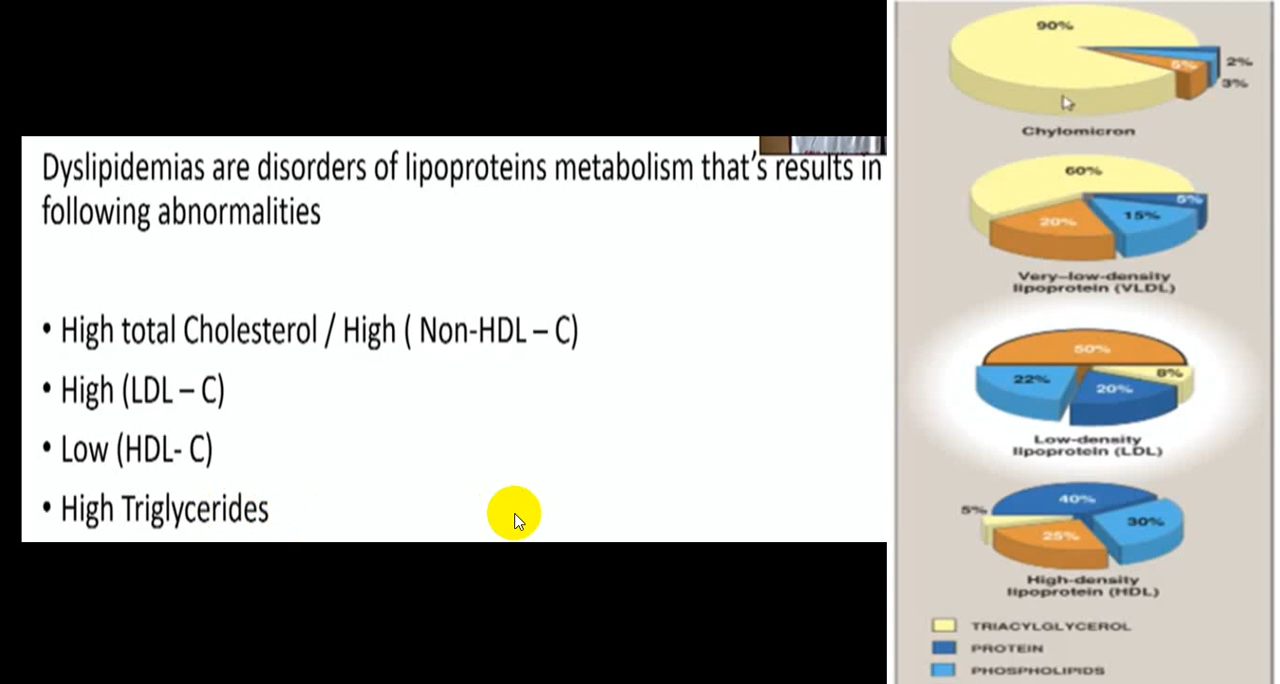 Dyslipidemias are disorders of lipoproteins metabolism that's results in
following abnormalities
• High total Cholesterol / High ( Non-HDL – C)
• High (LDL – C)
• Low (HDL- C)
• High Triglycerides
90%
5%
2%
3%
Chylomicron
60%
5%
15%
20%
Very–low-density
lipoprotein (VLDL)
50%
8%
22%
20%
Low-density
lipoprotein (LDL)
40%
5%
30%
25%
High-density
lipoprotein (HDL)
TRIACYLGLYCEROL
PROTEIN
PHOSPHOLIPIDS